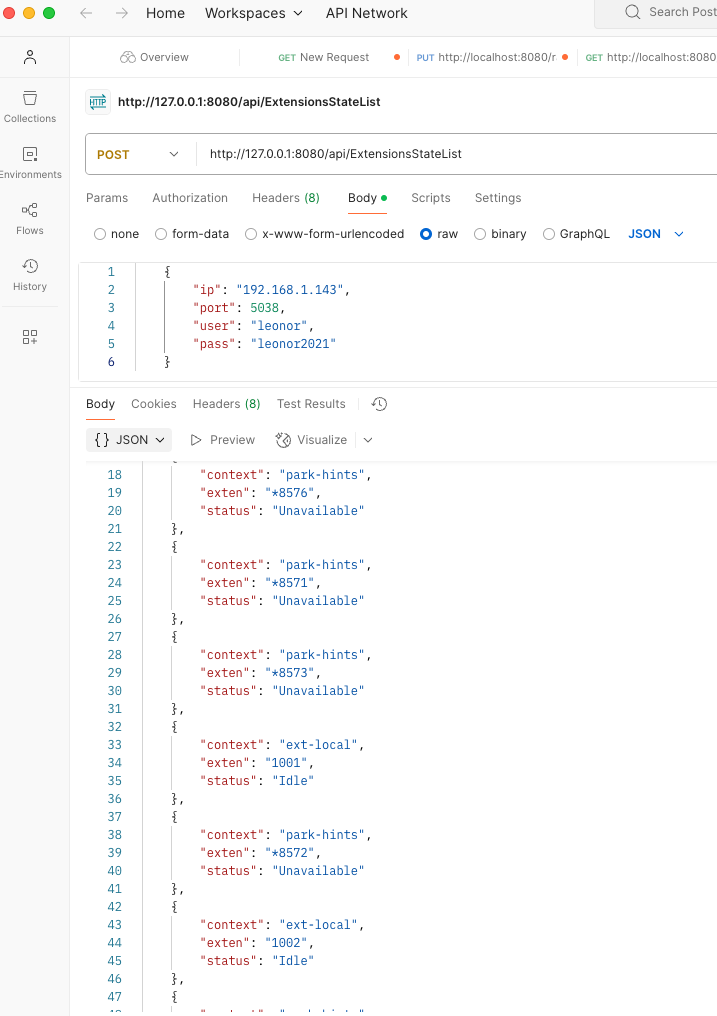 Home Workspaces API Network Search Post
Overview GET New Request PUT http://localhost:8080/r GET http://localhost:8080
HTTP http://127.0.0.1:8080/api/ExtensionsStateList
Collections
Environments
Flows
History
POST http://127.0.0.1:8080/api/ExtensionsStateList
Params Authorization Headers (8) Body Scripts Settings
none form-data x-www-form-urlencoded raw binary GraphQL JSON
1 {
2 "ip": "192.168.1.143",
3 "port": 5038,
4 "user": "leonor",
5 "pass": "leonor2021"
6 }
Body Cookies Headers (8) Test Results
{} JSON Preview Visualize
18 "context": "park-hints",
19 "exten": "*8576",
20 "status": "Unavailable"
21 },
22 {
23 "context": "park-hints",
24 "exten": "*8571",
25 "status": "Unavailable"
26 },
27 {
28 "context": "park-hints",
29 "exten": "*8573",
30 "status": "Unavailable"
31 },
32 {
33 "context": "ext-local",
34 "exten": "1001",
35 "status": "Idle"
36 },
37 {
38 "context": "park-hints",
39 "exten": "*8572",
40 "status": "Unavailable"
41 },
42 {
43 "context": "ext-local",
44 "exten": "1002",
45 "status": "Idle"
46 },
47 {